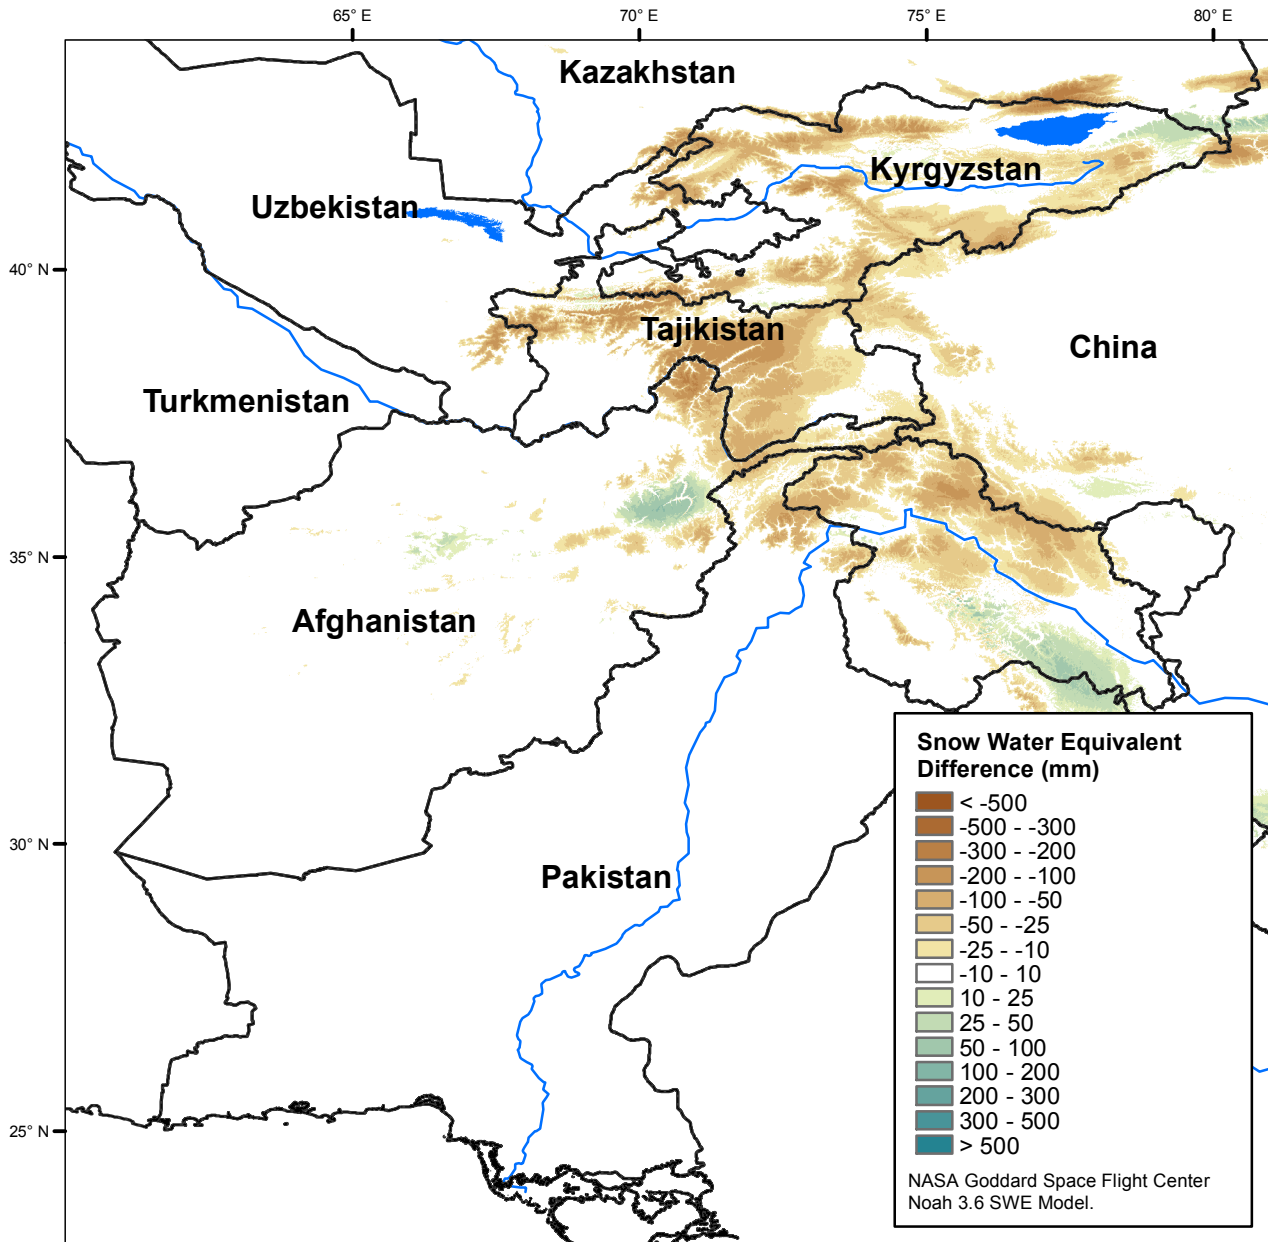 65° E
70° E
75° E
80° E
Kazakhstan
Kyrgyzstan
Uzbekistan
40° N
Tajikistan
China
Turkmenistan
35° N
Afghanistan
30° N
Pakistan
25° N
Snow Water Equivalent
Difference (mm)
< -500
-500 - -300
-300 - -200
-200 - -100
-100 - -50
-50 - -25
-25 - -10
-10 - 10
10 - 25
25 - 50
50 - 100
100 - 200
200 - 300
300 - 500
> 500
NASA Goddard Space Flight Center
Noah 3.6 SWE Model.